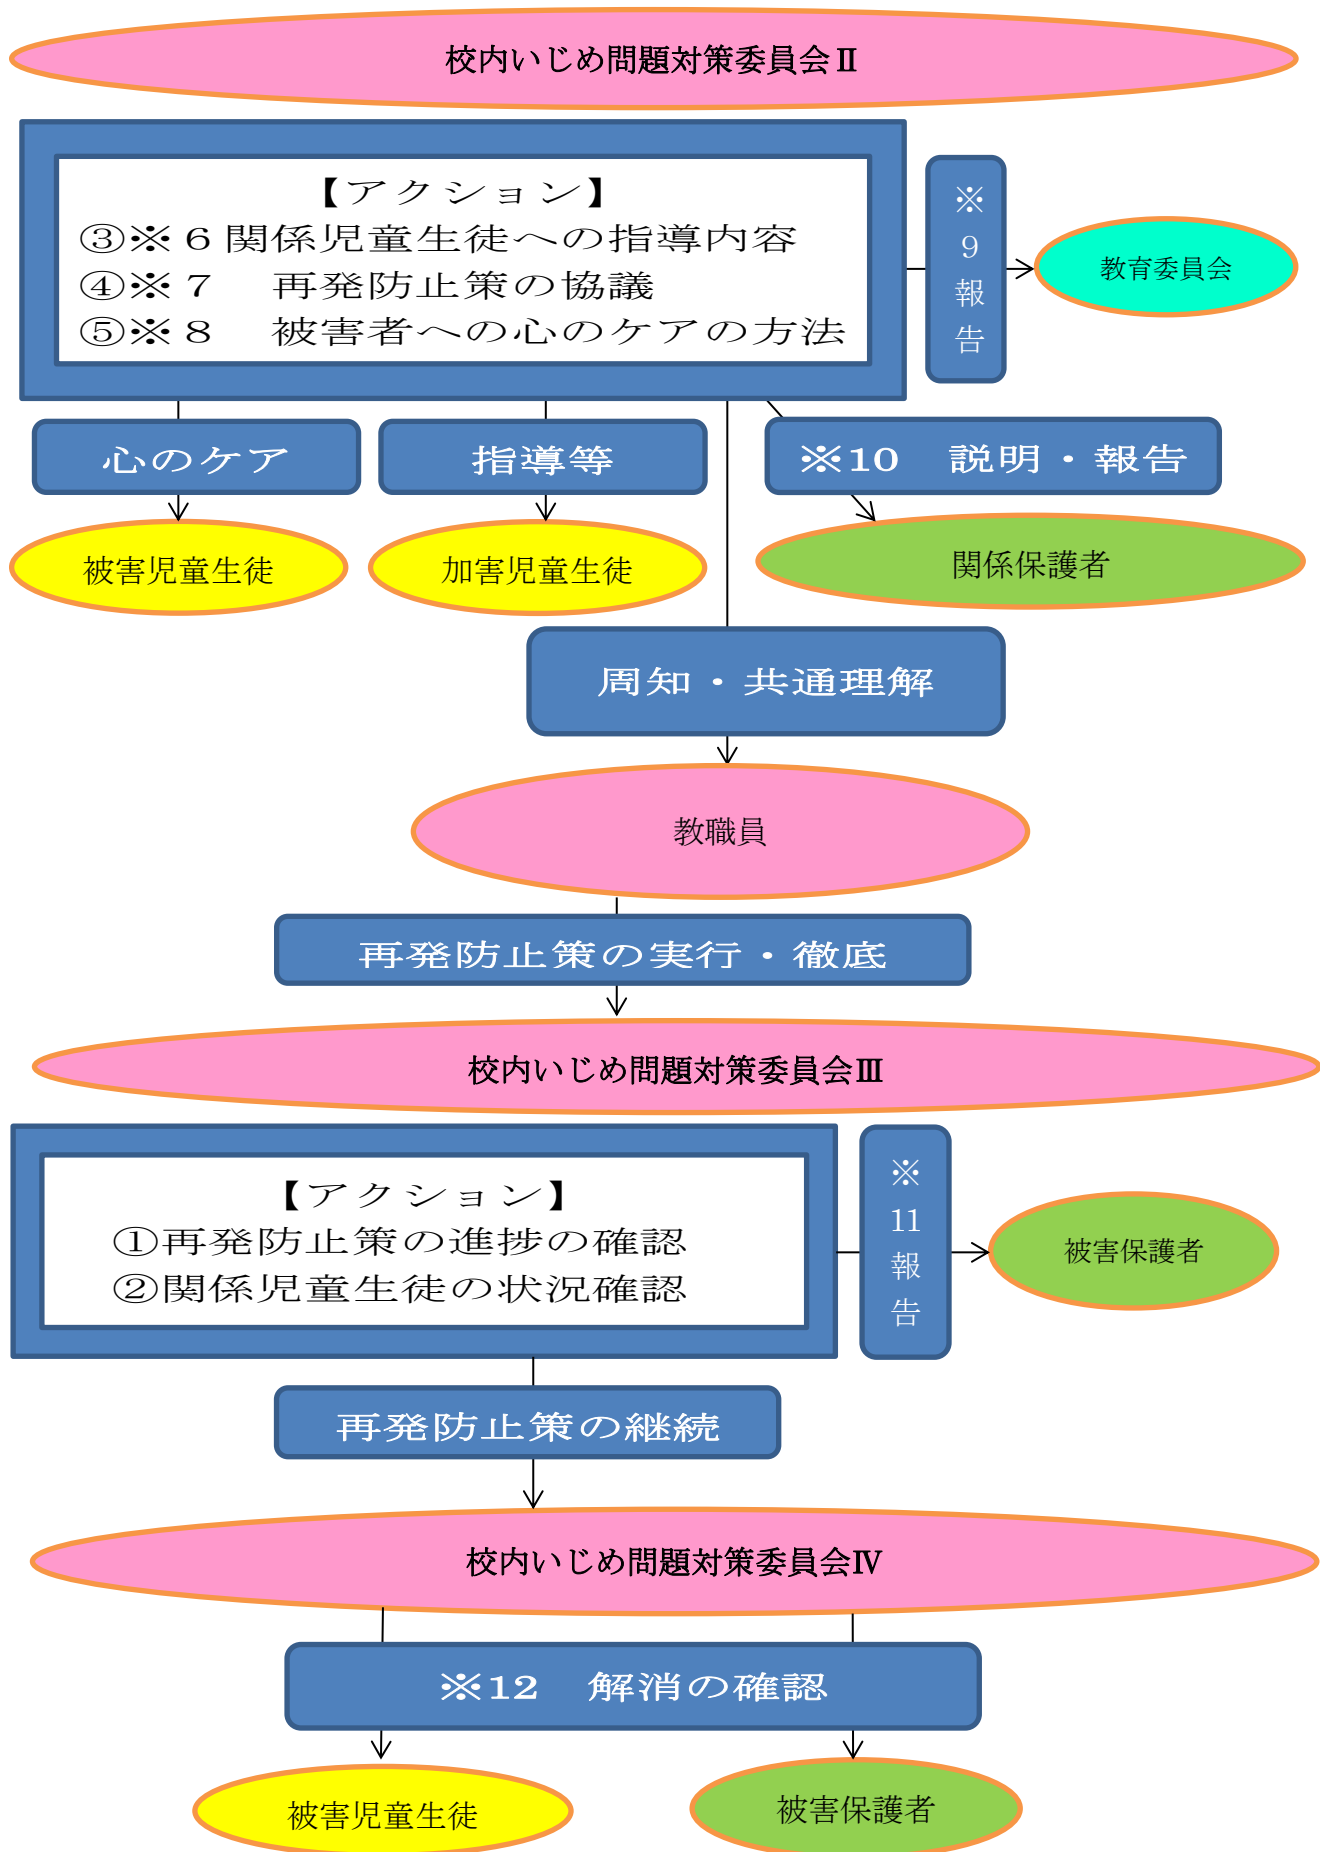 校内いじめ問題対策委員会Ⅱ
【アクション】
③※６関係児童生徒への指導内容
④※７　再発防止策の協議
⑤※８　被害者への心のケアの方法
※
９
報
告
教育委員会
心のケア
指導等
※10　説明・報告
被害児童生徒
加害児童生徒
関係保護者
周知・共通理解
教職員
再発防止策の実行・徹底
校内いじめ問題対策委員会Ⅲ
【アクション】
①再発防止策の進捗の確認
②関係児童生徒の状況確認
※
11
報
告
被害保護者
再発防止策の継続
校内いじめ問題対策委員会Ⅳ
※12　解消の確認
被害児童生徒
被害保護者